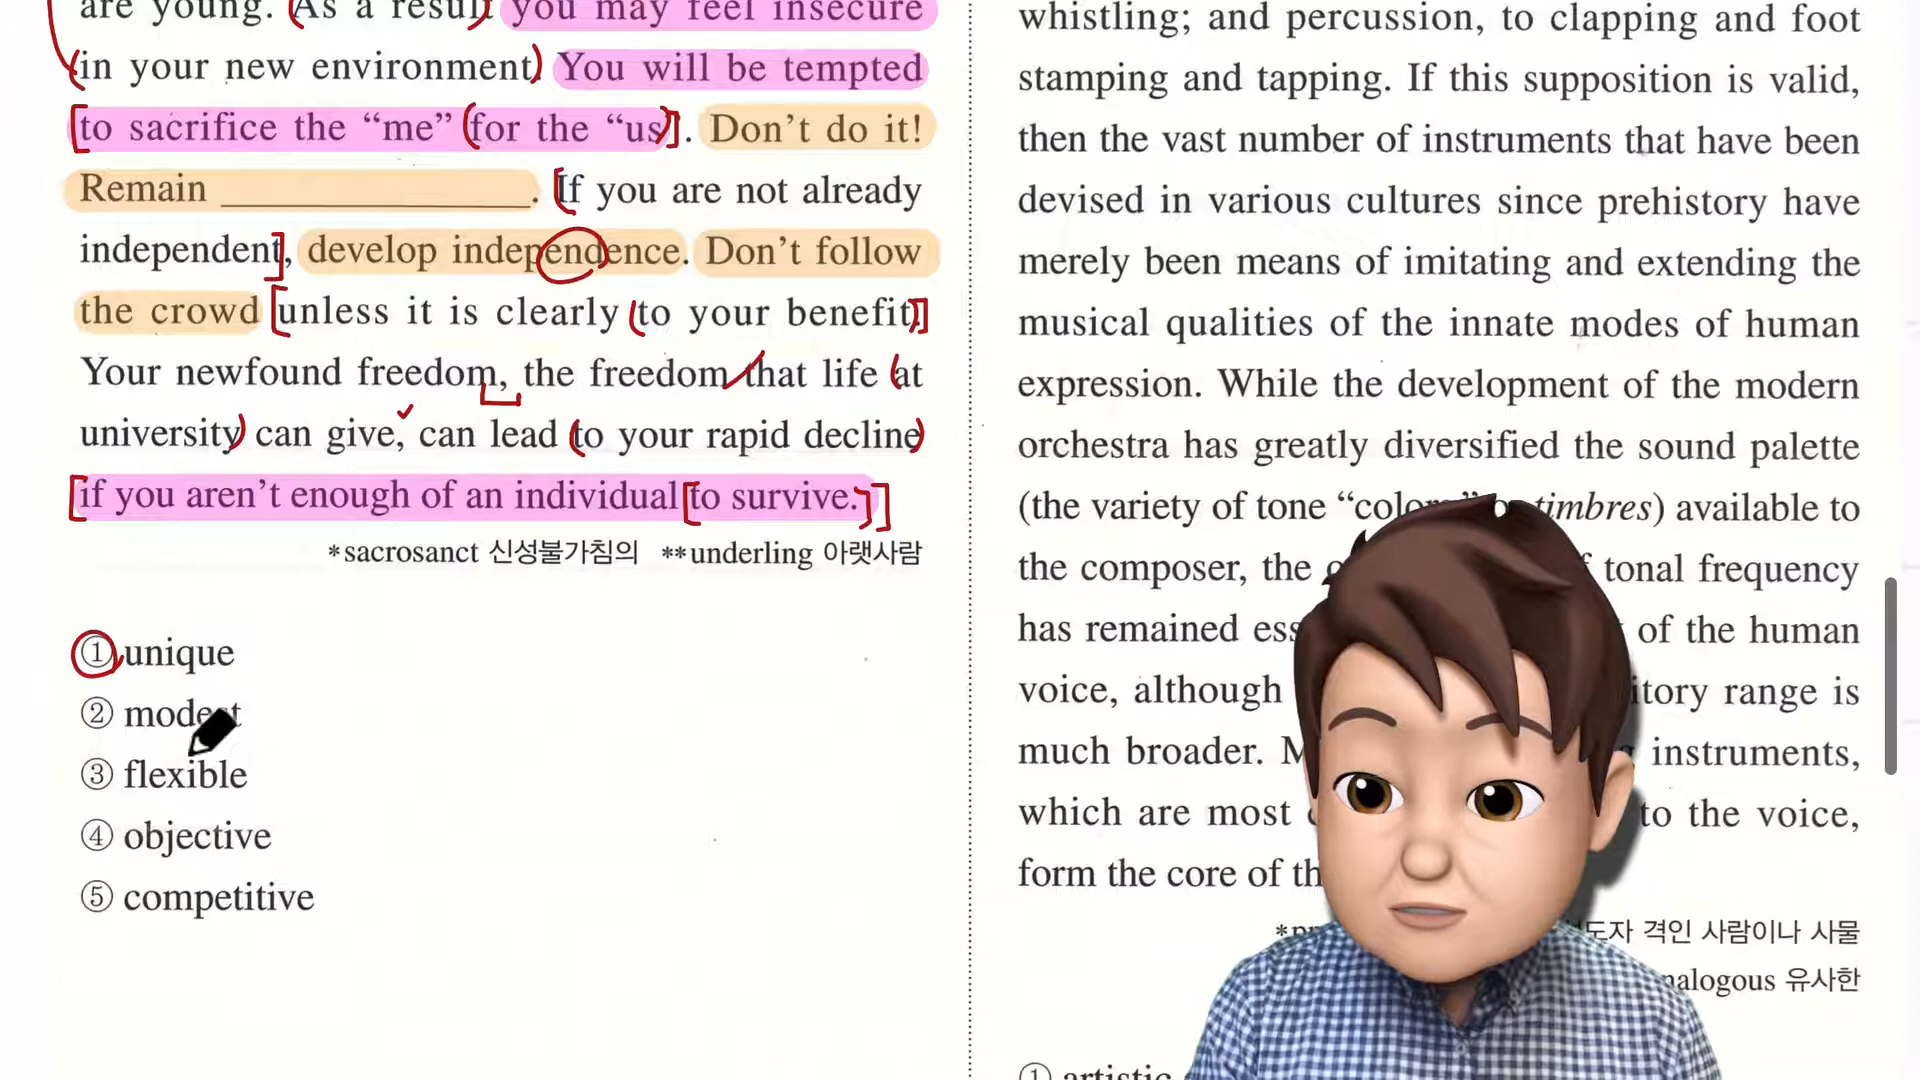 are young. As a result you may feel insecure
in your new environment You will be tempted
to sacrifice the “me” for the “us . Don’t do it!
Remain ______________. If you are not already
independent, develop independence. Don’t follow
the crowd unless it is clearly to your benefit.
Your newfound freedom, the freedom that life at
university can give, can lead to your rapid decline
if you aren’t enough of an individual to survive.
*sacrosanct 신성불가침의 **underling 아랫사람
① unique
② modest
③ flexible
④ objective
⑤ competitive
whistling; and percussion, to clapping and foot
stamping and tapping. If this supposition is valid,
then the vast number of instruments that have been
devised in various cultures since prehistory have
merely been means of imitating and extending the
musical qualities of the innate modes of human
expression. While the development of the modern
orchestra has greatly diversified the sound palette
(the variety of tone “colors” or timbres) available to
the composer, the tonal frequency
has remained of the human
voice, although range is
much broader. instruments,
which are most to the voice,
form the core of
격인 사람이나 사물
유사한
① artistic